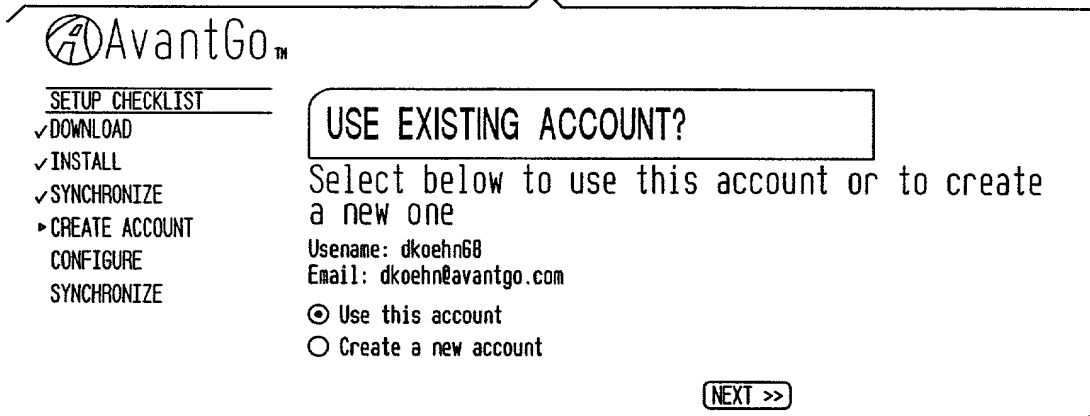 AvantGo™
SETUP CHECKLIST
✓DOWNLOAD
✓INSTALL
✓SYNCHRONIZE
▸CREATE ACCOUNT
CONFIGURE
SYNCHRONIZE
USE EXISTING ACCOUNT?
Select below to use this account or to create
a new one
Usename: dkoehn68
Email: dkoehn@avantgo.com
Use this account
Create a new account
NEXT >>